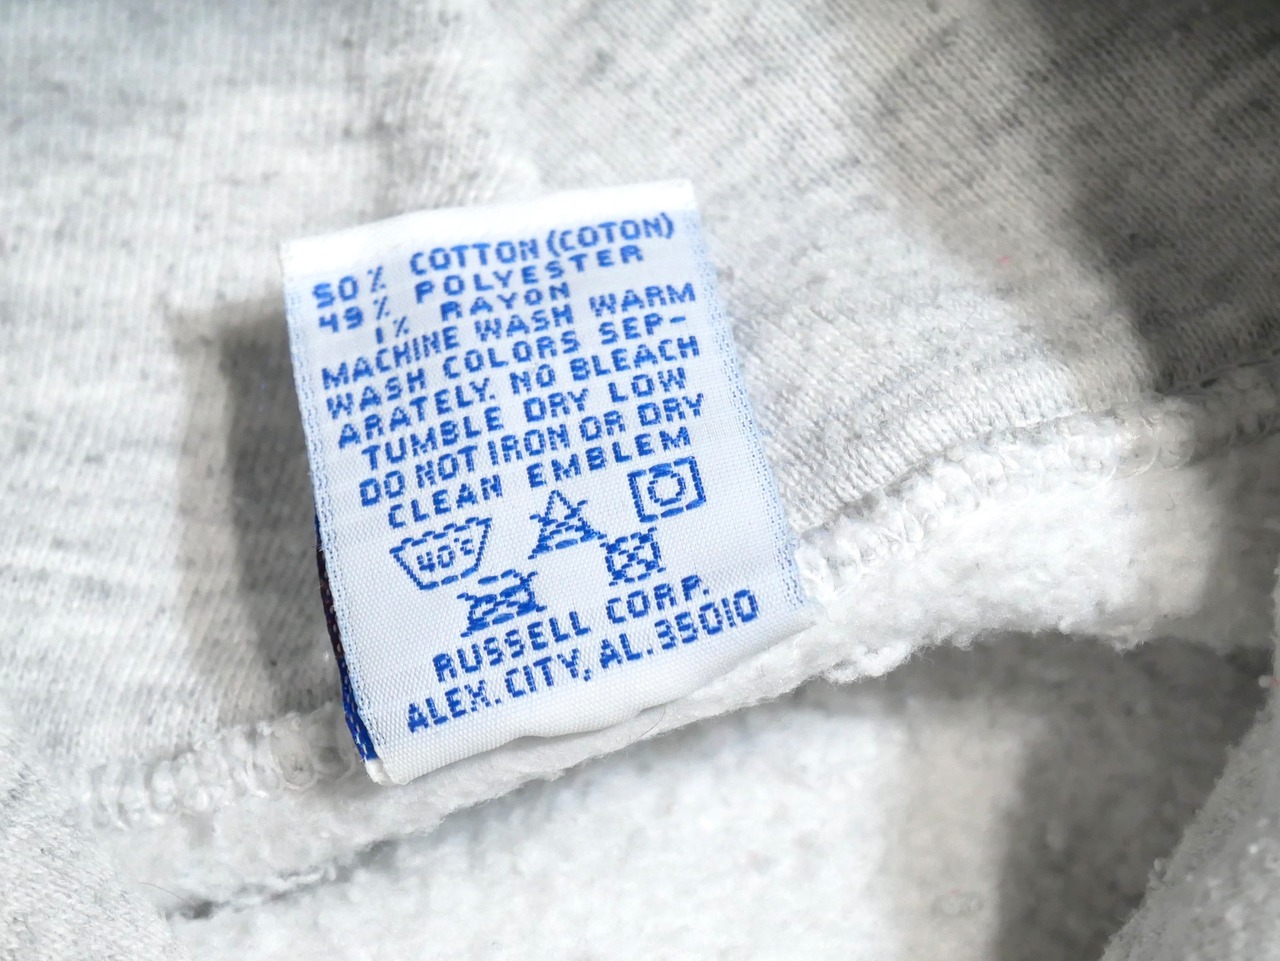 50% COTTON (COTON)
49% POLYESTER
1% RAYON
MACHINE WASH WARM
WASH COLORS SEP-
ARATELY. NO BLEACH
TUMBLE DRY LOW
DO NOT IRON OR DRY
CLEAN EMBLEM
40°C
RUSSELL CORP.
ALEX. CITY, AL. 35010